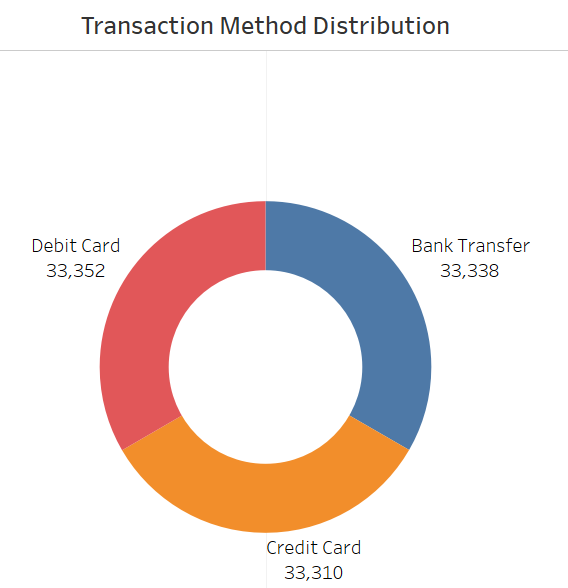 Transaction Method Distribution
Debit Card
33,352
Bank Transfer
33,338
Credit Card
33,310